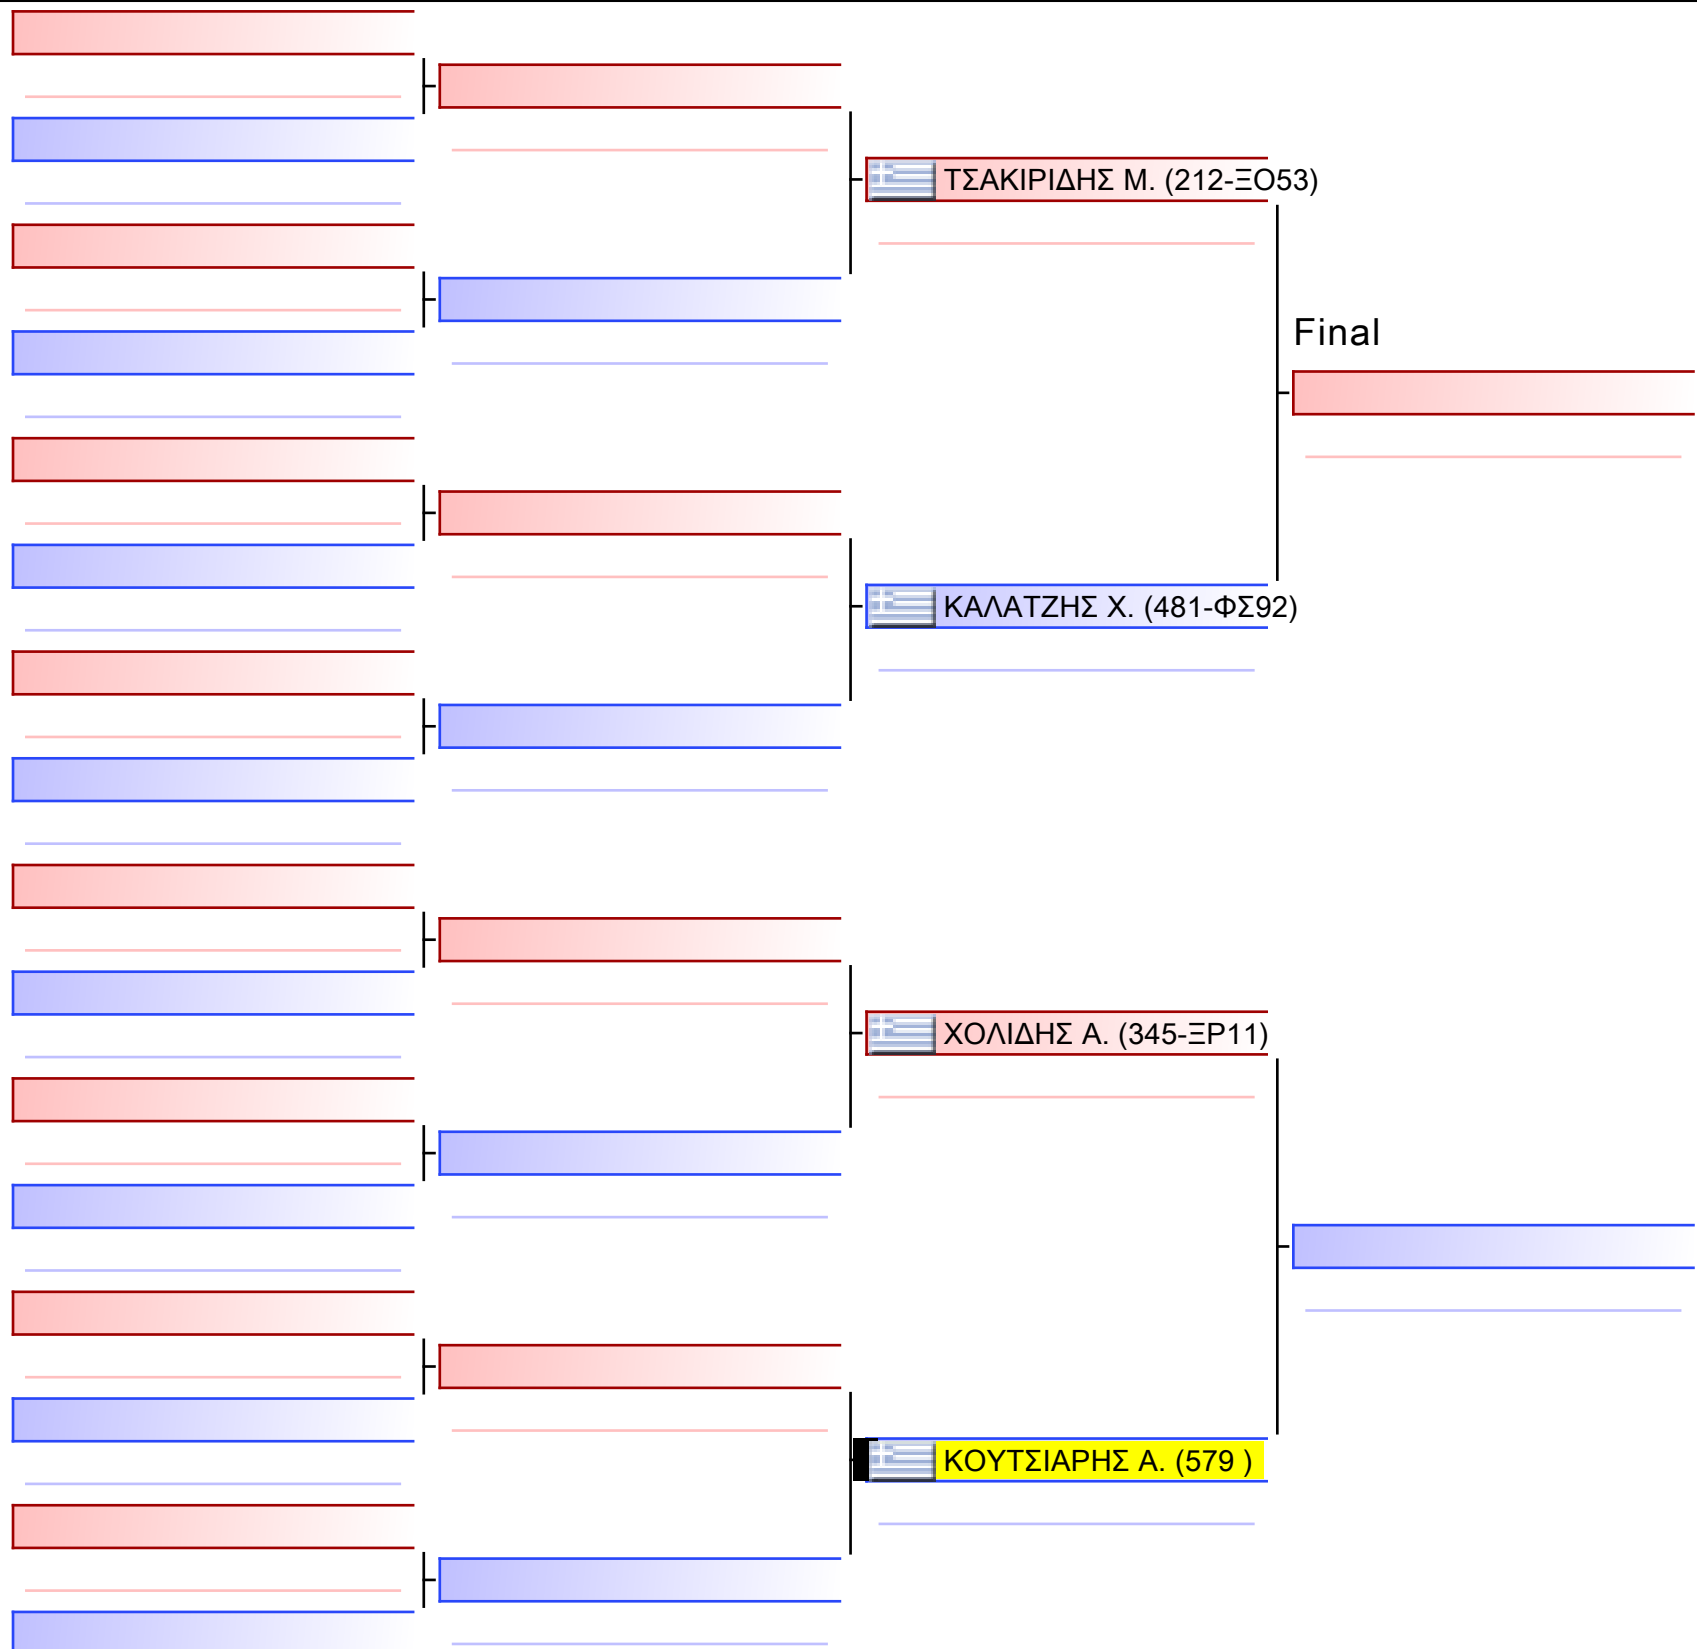 ΤΣΑΚΙΡΙΔΗΣ Μ. (212-ΞΟ53)
Final
ΚΑΛΑΤΖΗΣ Χ. (481-ΦΣ92)
ΧΟΛΙΔΗΣ Α. (345-ΞΡ11)
ΚΟΥΤΣΙΑΡΗΣ Α. (579 )